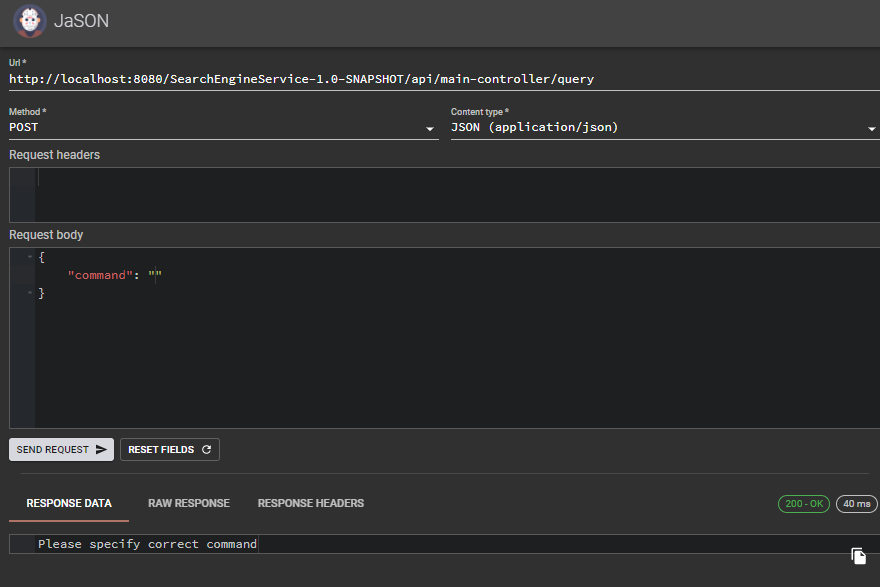 JaSON
Url *
http://localhost:8080/SearchEngineService-1.0-SNAPSHOT/api/main-controller/query
Method * Content type *
POST JSON (application/json)
Request headers
Request body
{
"command": ""
}
SEND REQUEST RESET FIELDS
RESPONSE DATA RAW RESPONSE RESPONSE HEADERS 200 - OK 40 ms
Please specify correct command